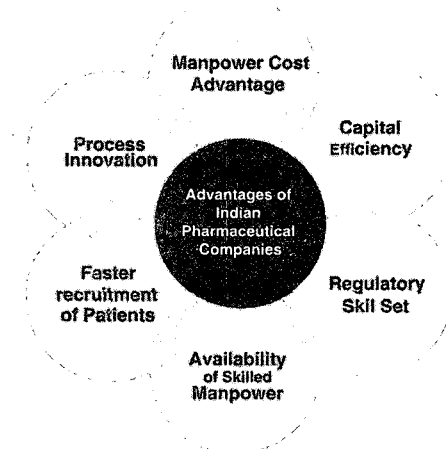 Manpower Cost
Advantage
Capital
Efficiency
Regulatory
Skil Set
Availability
of Skilled
Manpower
Faster
recruitment
of Patients
Process
Innovation
Advantages of
Indian
Pharmaceutical
Companies